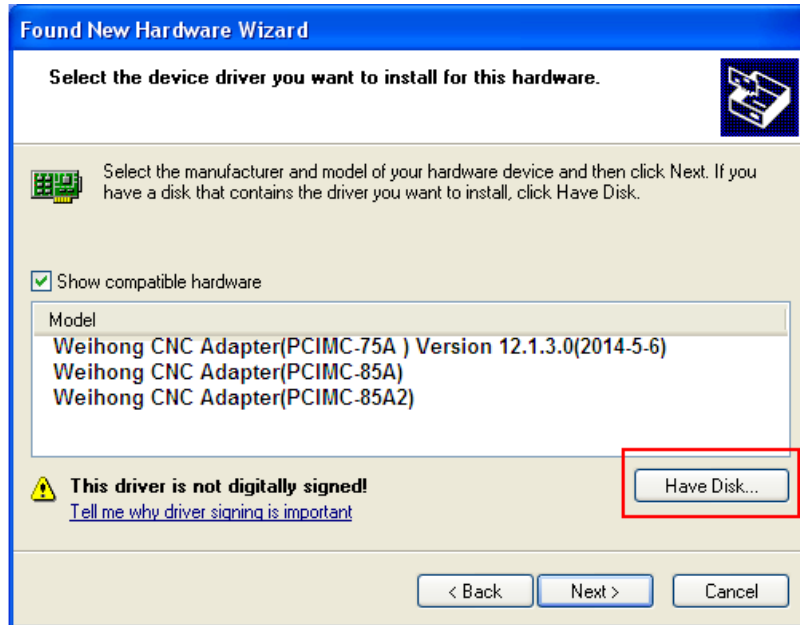 Found New Hardware Wizard
Select the device driver you want to install for this hardware.
Select the manufacturer and model of your hardware device and then click Next. If you
have a disk that contains the driver you want to install, click Have Disk.
Show compatible hardware
Model
Weihong CNC Adapter(PCIMC-75A ) Version 12.1.3.0(2014-5-6)
Weihong CNC Adapter(PCIMC-85A)
Weihong CNC Adapter(PCIMC-85A2)
This driver is not digitally signed!
Have Disk...
Tell me why driver signing is important
< Back
Next >
Cancel